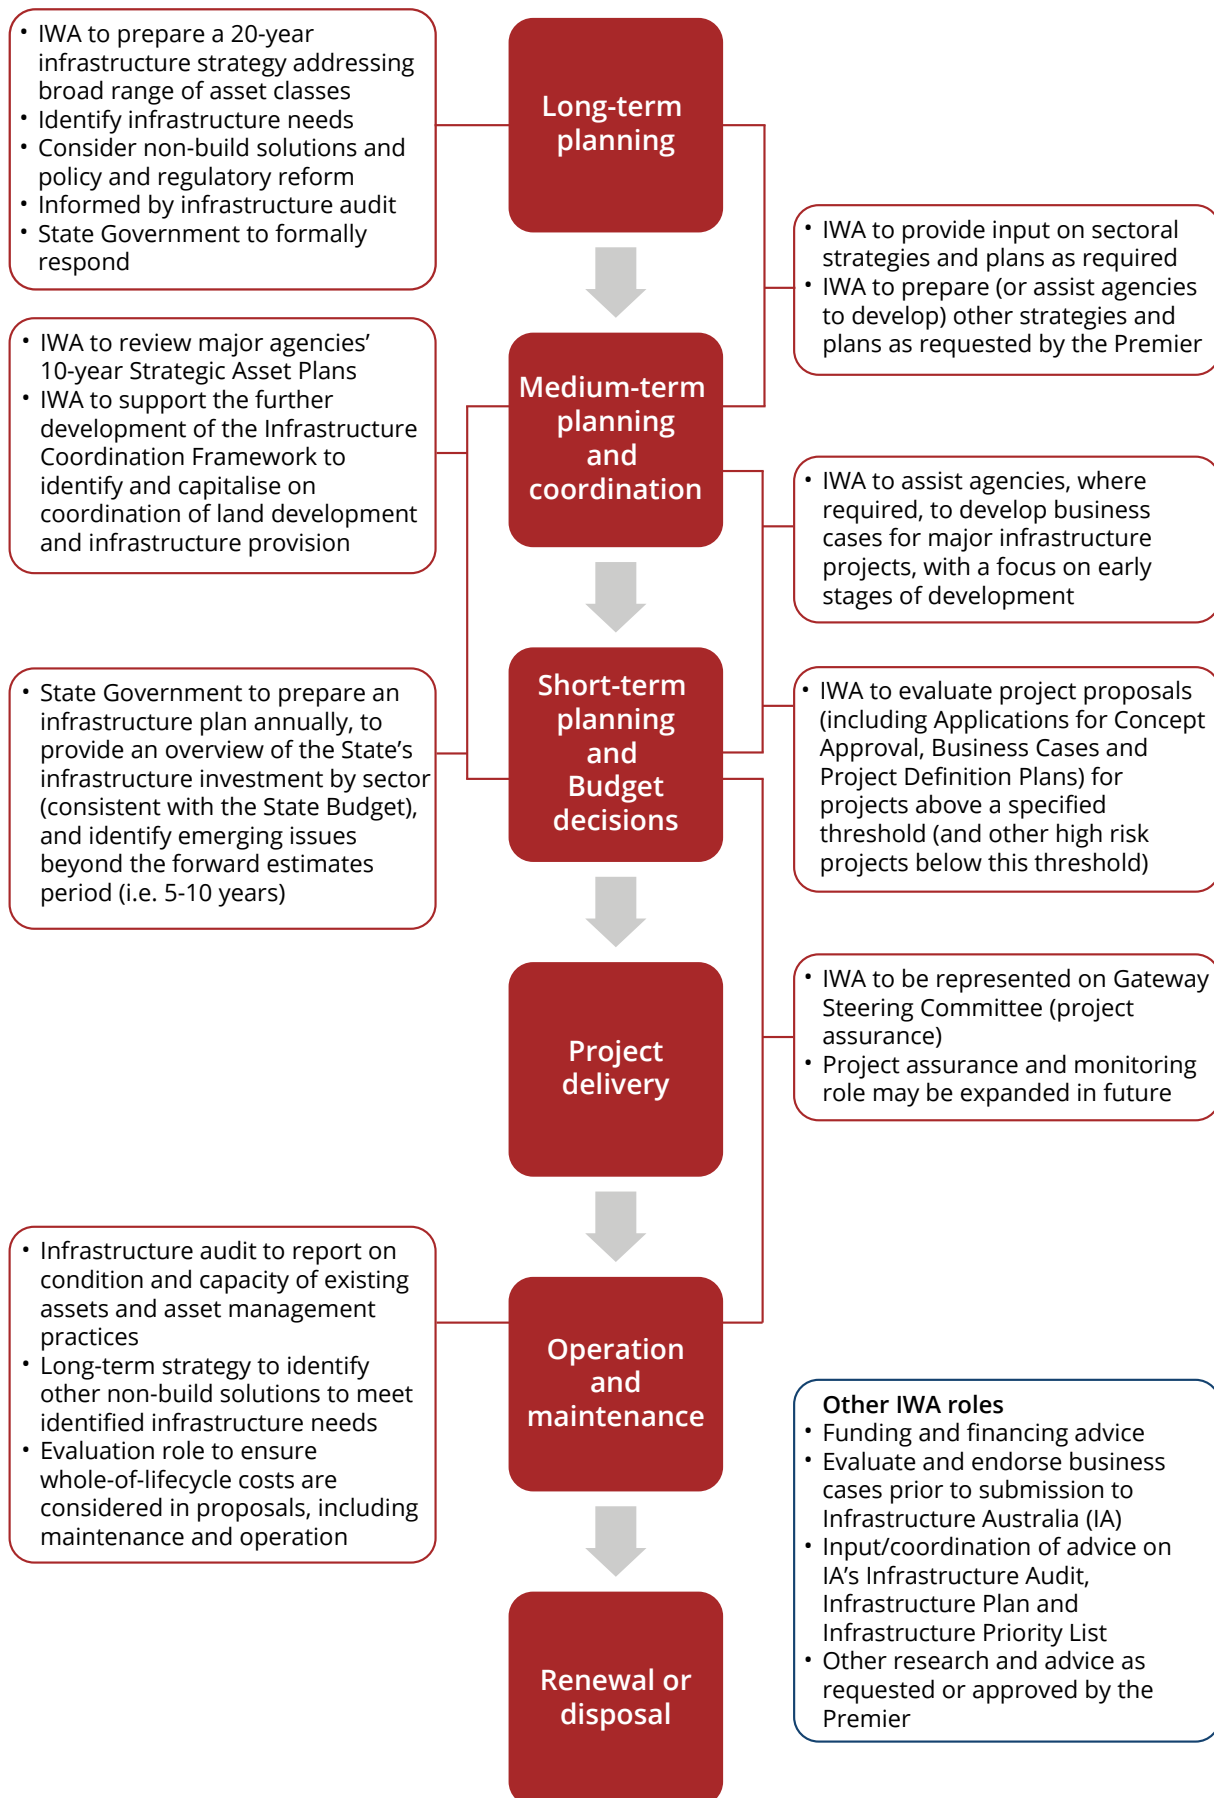 • IWA to prepare a 20-year
infrastructure strategy addressing
broad range of asset classes
• Identify infrastructure needs
• Consider non-build solutions and
policy and regulatory reform
• Informed by infrastructure audit
• State Government to formally
respond
Long-term
planning
• IWA to provide input on sectoral
strategies and plans as required
• IWA to prepare (or assist agencies
to develop) other strategies and
plans as requested by the Premier
• IWA to review major agencies’
10-year Strategic Asset Plans
• IWA to support the further
development of the Infrastructure
Coordination Framework to
identify and capitalise on
coordination of land development
and infrastructure provision
Medium-term
planning
and
coordination
• IWA to assist agencies, where
required, to develop business
cases for major infrastructure
projects, with a focus on early
stages of development
• State Government to prepare an
infrastructure plan annually, to
provide an overview of the State’s
infrastructure investment by sector
(consistent with the State Budget),
and identify emerging issues
beyond the forward estimates
period (i.e. 5-10 years)
Short-term
planning
and
Budget
decisions
• IWA to evaluate project proposals
(including Applications for Concept
Approval, Business Cases and
Project Definition Plans) for
projects above a specified
threshold (and other high risk
projects below this threshold)
Project
delivery
• IWA to be represented on Gateway
Steering Committee (project
assurance)
• Project assurance and monitoring
role may be expanded in future
• Infrastructure audit to report on
condition and capacity of existing
assets and asset management
practices
• Long-term strategy to identify
other non-build solutions to meet
identified infrastructure needs
• Evaluation role to ensure
whole-of-lifecycle costs are
considered in proposals, including
maintenance and operation
Operation
and
maintenance
Other IWA roles
• Funding and financing advice
• Evaluate and endorse business
cases prior to submission to
Infrastructure Australia (IA)
• Input/coordination of advice on
IA’s Infrastructure Audit,
Infrastructure Plan and
Infrastructure Priority List
• Other research and advice as
requested or approved by the
Premier
Renewal or
disposal